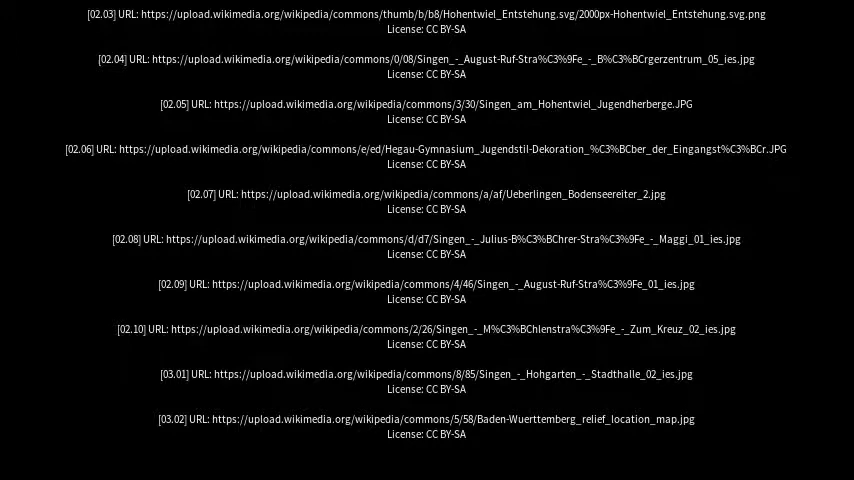 [02.03] URL: https://upload.wikimedia.org/wikipedia/commons/thumb/b/b8/Hohentwiel_Entstehung.svg/2000px-Hohentwiel_Entstehung.svg.png
License: CC BY-SA
[02.04] URL: https://upload.wikimedia.org/wikipedia/commons/0/08/Singen_-_August-Ruf-Stra%C3%9Fe_-_B%C3%BCrgerzentrum_05_ies.jpg
License: CC BY-SA
[02.05] URL: https://upload.wikimedia.org/wikipedia/commons/3/30/Singen_am_Hohentwiel_Jugendherberge.JPG
License: CC BY-SA
[02.06] URL: https://upload.wikimedia.org/wikipedia/commons/e/ed/Hegau-Gymnasium_Jugendstil-Dekoration_%C3%BCber_der_Eingangst%C3%BCr.JPG
License: CC BY-SA
[02.07] URL: https://upload.wikimedia.org/wikipedia/commons/a/af/Ueberlingen_Bodenseereiter_2.jpg
License: CC BY-SA
[02.08] URL: https://upload.wikimedia.org/wikipedia/commons/d/d7/Singen_-_Julius-B%C3%BChrer-Stra%C3%9Fe_-_Maggi_01_ies.jpg
License: CC BY-SA
[02.09] URL: https://upload.wikimedia.org/wikipedia/commons/4/46/Singen_-_August-Ruf-Stra%C3%9Fe_01_ies.jpg
License: CC BY-SA
[02.10] URL: https://upload.wikimedia.org/wikipedia/commons/2/26/Singen_-_M%C3%BChlenstra%C3%9Fe_-_Zum_Kreuz_02_ies.jpg
License: CC BY-SA
[03.01] URL: https://upload.wikimedia.org/wikipedia/commons/8/85/Singen_-_Hohgarten_-_Stadthalle_02_ies.jpg
License: CC BY-SA
[03.02] URL: https://upload.wikimedia.org/wikipedia/commons/5/58/Baden-Wuerttemberg_relief_location_map.jpg
License: CC BY-SA